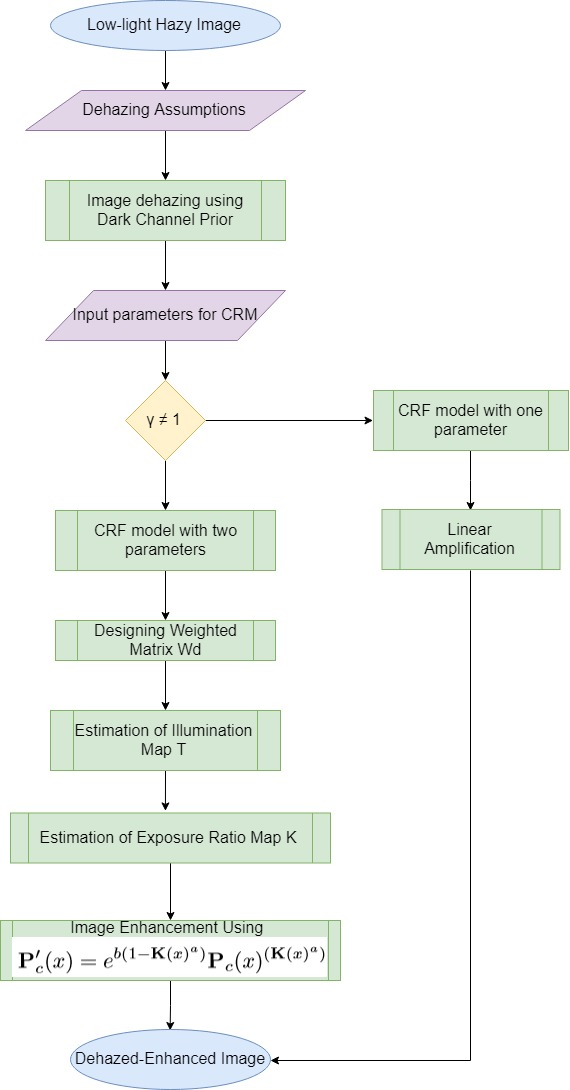 Low-light Hazy Image
Dehazing Assumptions
Image dehazing using
Dark Channel Prior
Input parameters for CRM
γ ≠ 1
CRF model with one
parameter
CRF model with two
parameters
Linear
Amplification
Designing Weighted
Matrix Wd
Estimation of Illumination
Map T
Estimation of Exposure Ratio Map K
Image Enhancement Using
P′_c(x) = e^{b(1−K(x)^a)}P_c(x)^{(K(x)^a)}
Dehazed-Enhanced Image